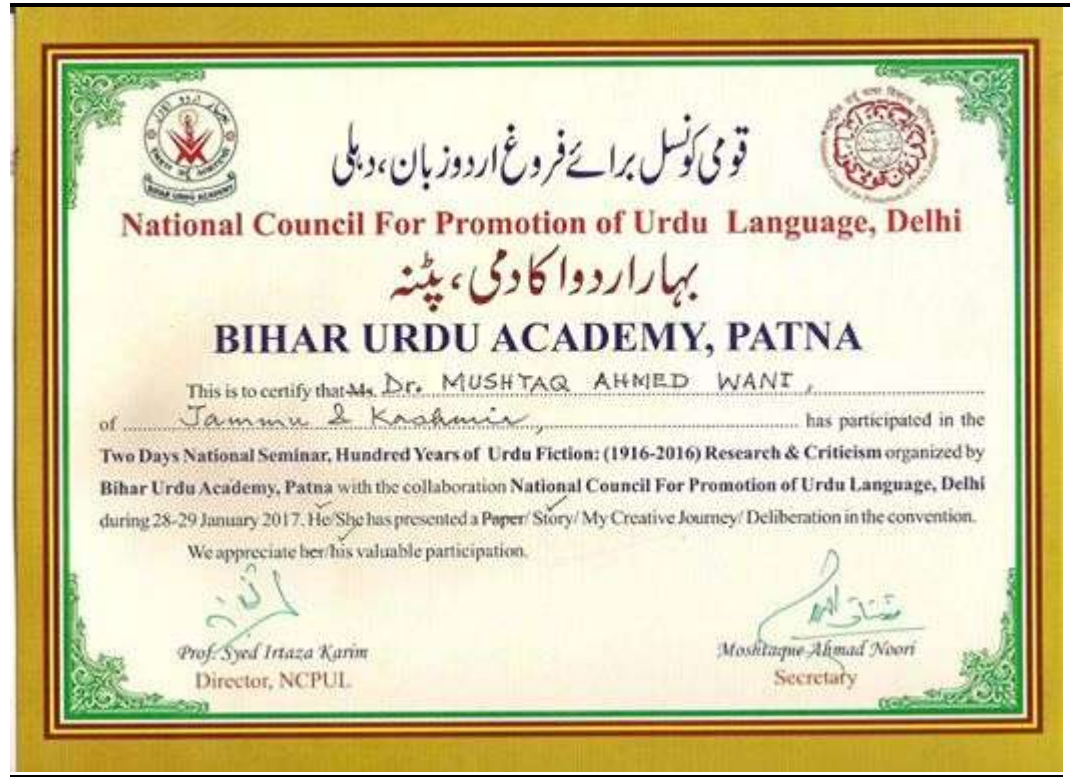 قومی کونسل برائے فروغ اردو زبان، دہلی
National Council For Promotion of Urdu Language, Delhi
بہار اردو اکادمی، پٹنہ
BIHAR URDU ACADEMY, PATNA
This is to certify that Ms. Dr. MUSHTAQ AHMED WANI,
of Jammu & Kashmir, has participated in the
Two Days National Seminar, Hundred Years of Urdu Fiction: (1916-2016) Research & Criticism organized by
Bihar Urdu Academy, Patna with the collaboration National Council For Promotion of Urdu Language, Delhi
during 28-29 January 2017. He/She has presented a Paper/ Story/ My Creative Journey/ Deliberation in the convention.
We appreciate her/his valuable participation.
Prof. Syed Irtaza Karim
Director, NCPUL
مشتاق احمد
Moshtaque Ahmad Noori
Secretary
BIHAR URDU ACADEMY